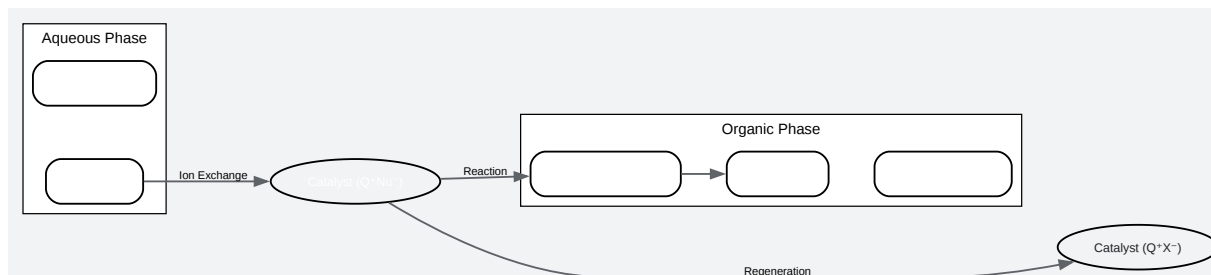 Aqueous Phase
Ion Exchange
Catalyst (Q⁺Nu⁻)
Reaction
Organic Phase
Catalyst (Q⁺X⁻)
Regeneration